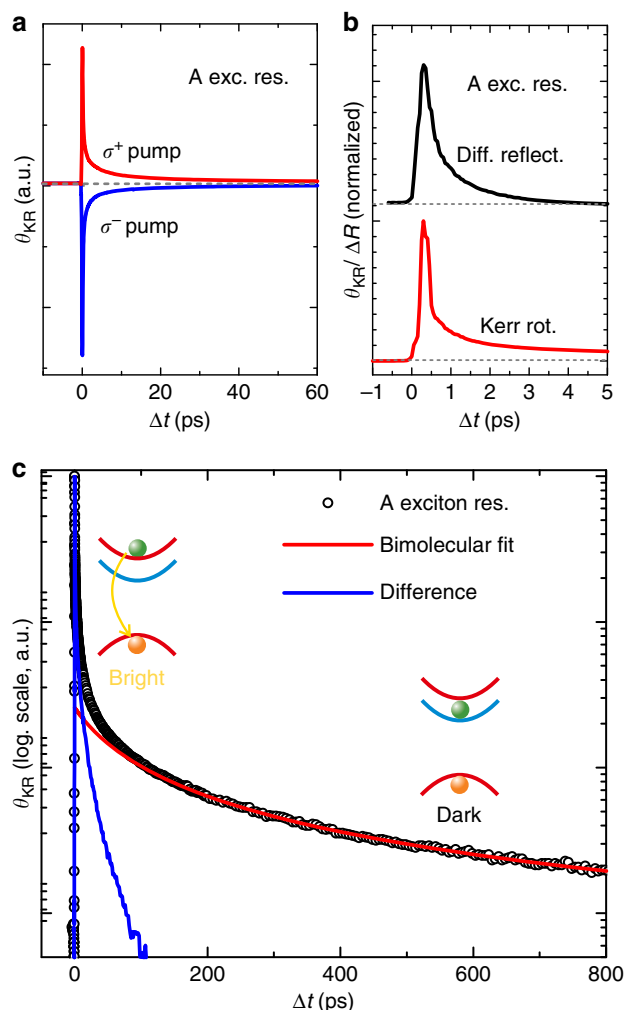 a
A exc. res.
σ⁺ pump
σ⁻ pump
θKR (a.u.)
0 20 40 60
Δt (ps)
b
A exc. res.
Diff. reflect.
Kerr rot.
θKR/ ΔR (normalized)
−1 0 1 2 3 4 5
Δt (ps)
c
A exciton res.
Bimolecular fit
Difference
Bright
Dark
θKR (log. scale, a.u.)
0 200 400 600 800
Δt (ps)